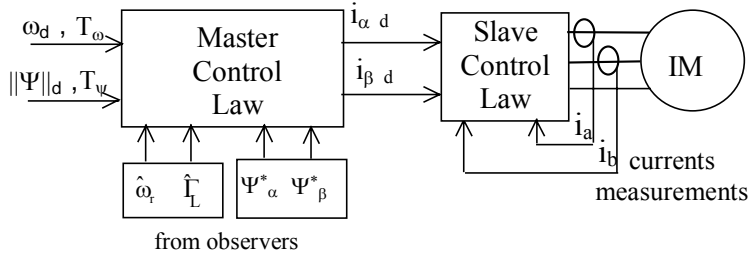 ω_d , T_ω
||Ψ||_d ,T_ψ
Master
Control
Law
i_α d
i_β d
Slave
Control
Law
IM
i_a
i_b
currents
measurements
ω̂_r Γ̂_L
Ψ*_α Ψ*_β
from observers